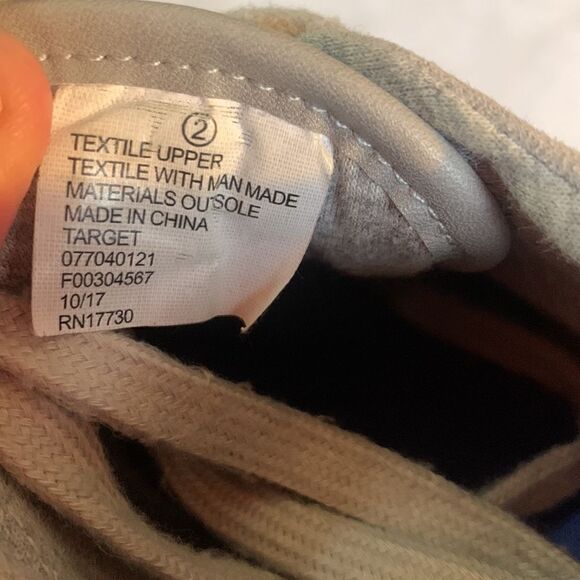 2
TEXTILE UPPER
TEXTILE WITH MAN MADE
MATERIALS OUTSOLE
MADE IN CHINA
TARGET
077040121
F00304567
10/17
RN17730